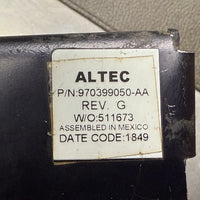 ALTEC
P/N:970399050-AA
REV. G
W/O:511673
ASSEMBLED IN MEXICO
DATE CODE:1849